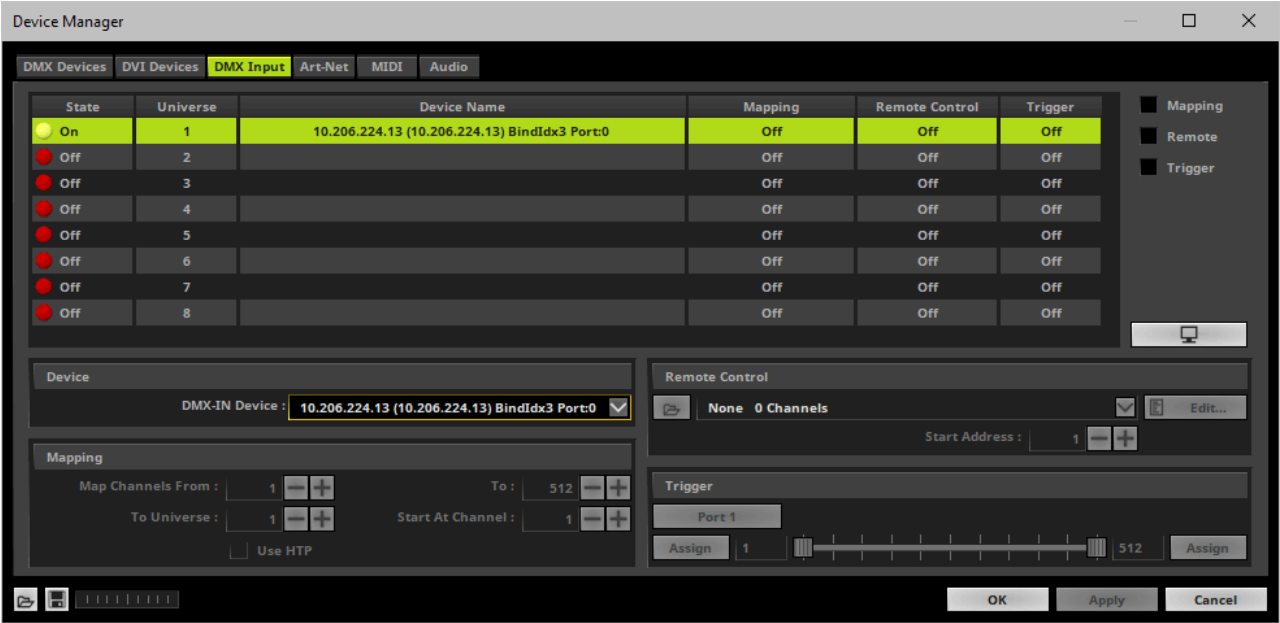 Device Manager
DMX Devices DVI Devices DMX Input Art-Net MIDI Audio
State Universe Device Name Mapping Remote Control Trigger
On 1 10.206.224.13 (10.206.224.13) BindIdx3 Port:0 Off Off Off
Off 2 Off Off Off
Off 3 Off Off Off
Off 4 Off Off Off
Off 5 Off Off Off
Off 6 Off Off Off
Off 7 Off Off Off
Off 8 Off Off Off
Mapping
Remote
Trigger
Device
DMX-IN Device : 10.206.224.13 (10.206.224.13) BindIdx3 Port:0
Mapping
Map Channels From : 1 To : 512
To Universe : 1 Start At Channel : 1
Use HTP
Remote Control
None 0 Channels Edit...
Start Address : 1
Trigger
Port 1
Assign 1 512 Assign
OK Apply Cancel